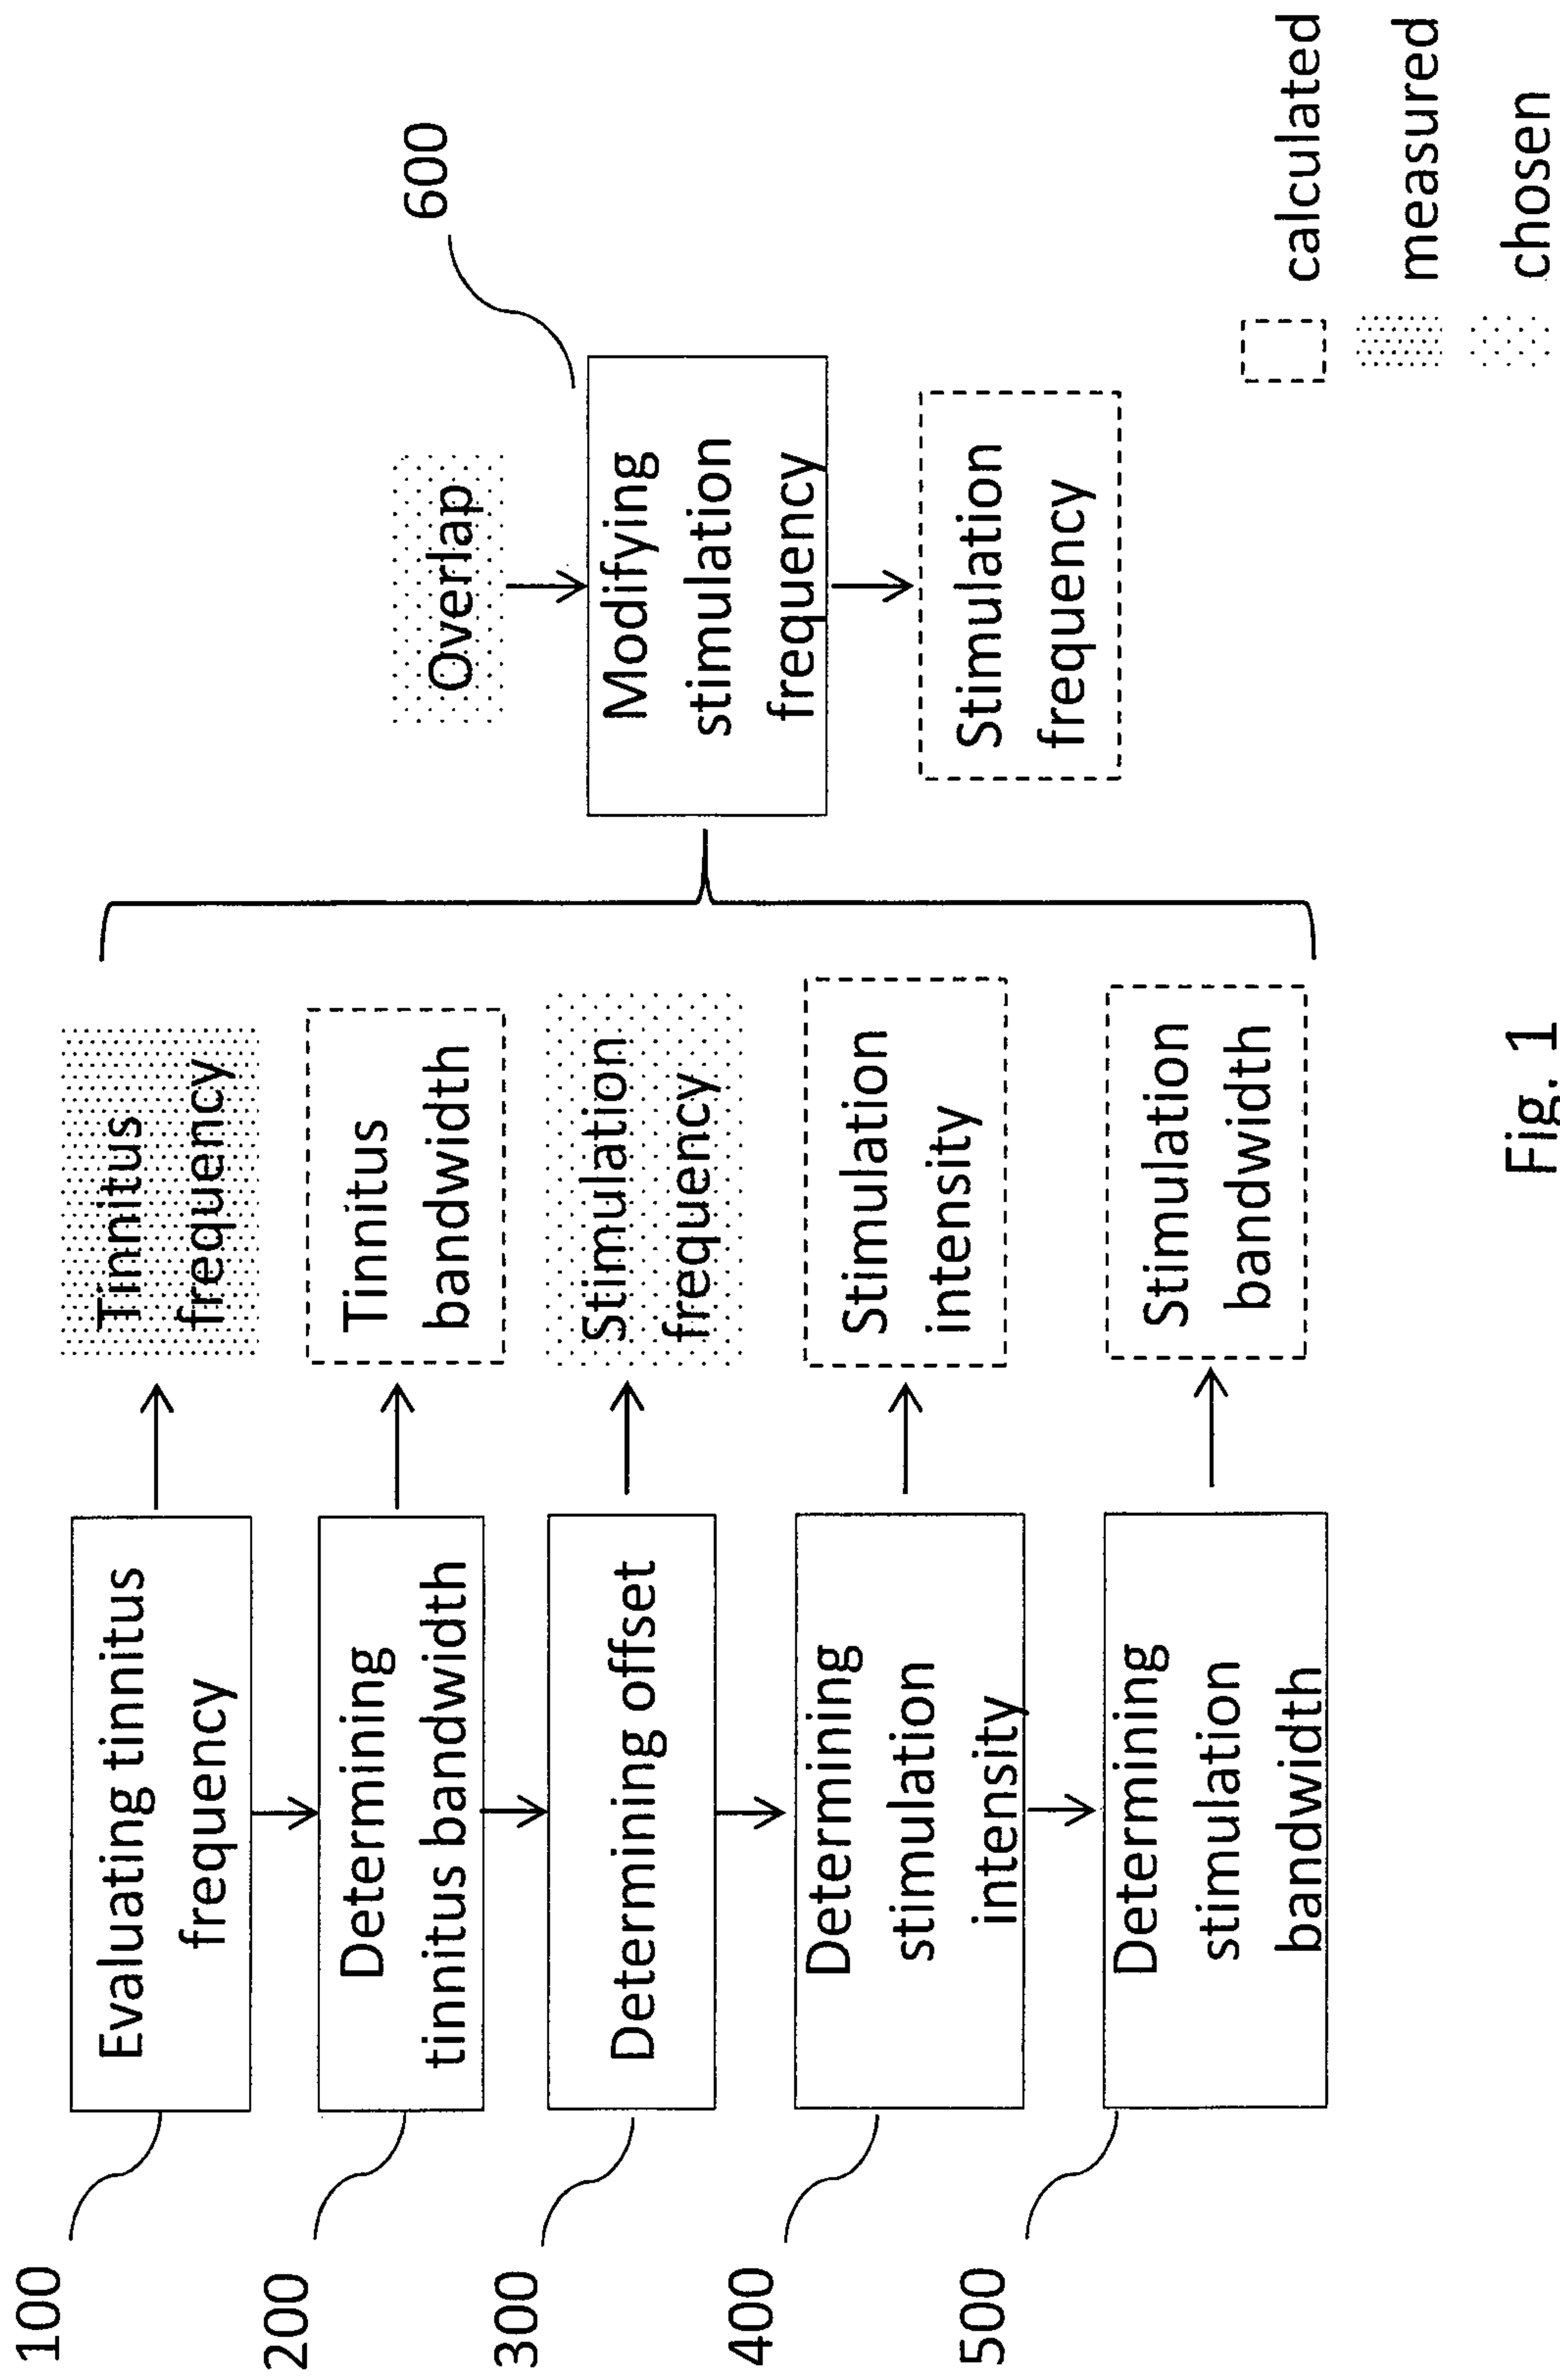 100
Evaluating tinnitus
frequency
Tinnitus
frequency
200
Determining
tinnitus bandwidth
Tinnitus
bandwidth
300
Determining offset
Stimulation
frequency
400
Determining
stimulation
intensity
Stimulation
intensity
500
Determining
stimulation
bandwidth
Stimulation
bandwidth
Overlap
600
Modifying
stimulation
frequency
Stimulation
frequency
calculated
measured
chosen
Fig. 1